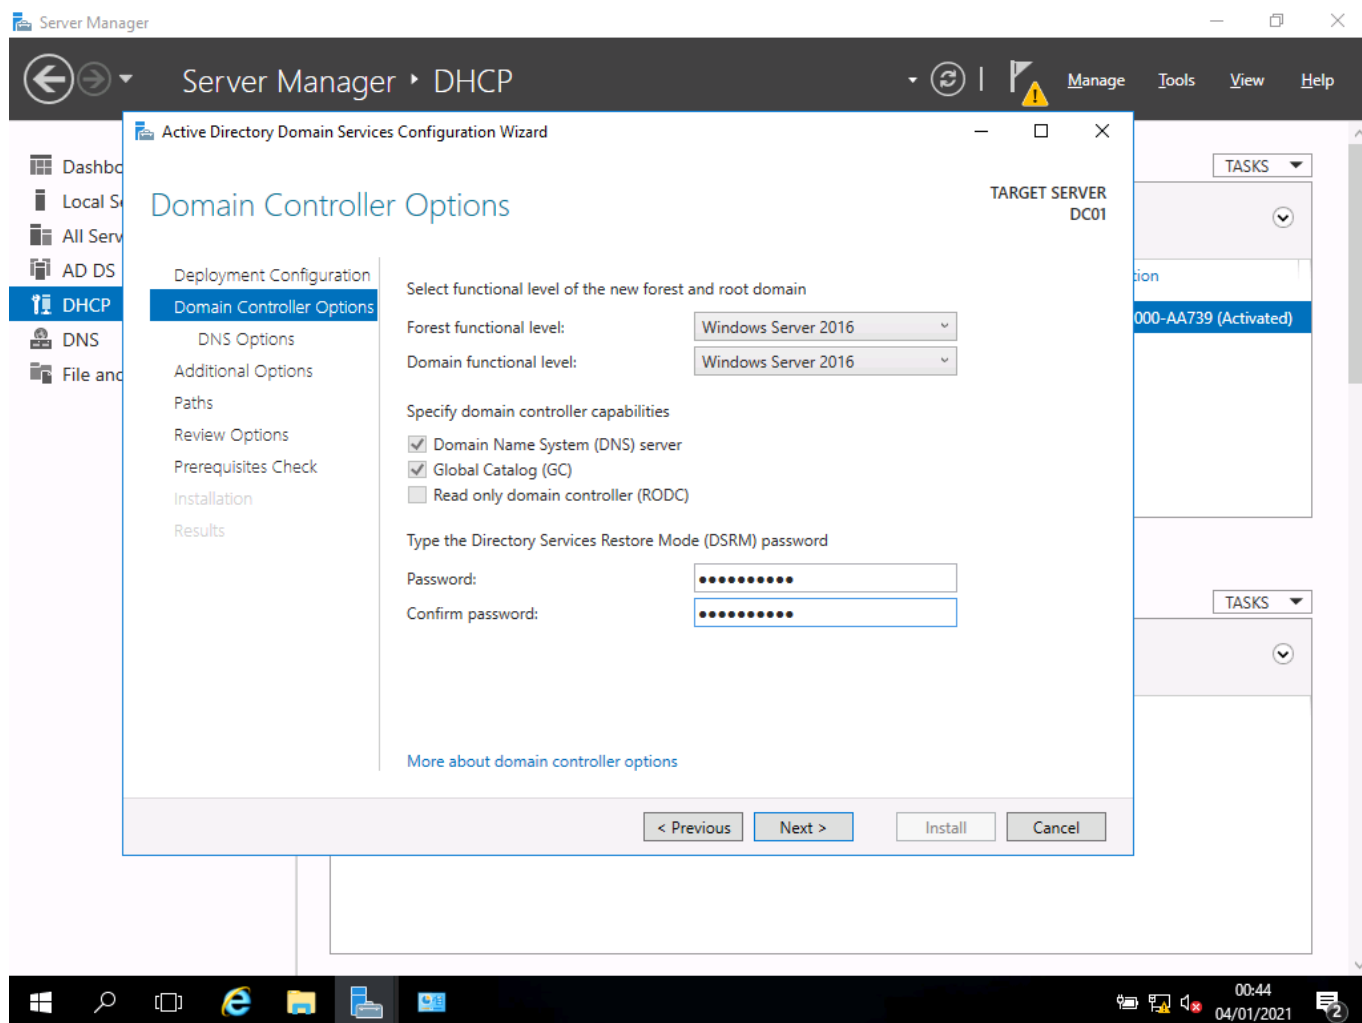 Server Manager
Server Manager • DHCP
Manage Tools View Help
Active Directory Domain Services Configuration Wizard
Dashbo
Local Se
All Serv
AD DS
DHCP
DNS
File and
Domain Controller Options
TARGET SERVER
DC01
Deployment Configuration
Domain Controller Options
DNS Options
Additional Options
Paths
Review Options
Prerequisites Check
Installation
Results
Select functional level of the new forest and root domain
Forest functional level: Windows Server 2016
Domain functional level: Windows Server 2016
Specify domain controller capabilities
Domain Name System (DNS) server
Global Catalog (GC)
Read only domain controller (RODC)
Type the Directory Services Restore Mode (DSRM) password
Password: ••••••••••
Confirm password: ••••••••••
More about domain controller options
< Previous Next > Install Cancel
TASKS
tion
000-AA739 (Activated)
TASKS
00:44
04/01/2021
2